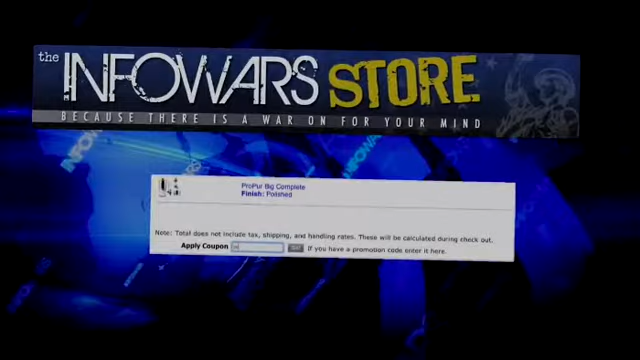 the INFOWARS STORE
BECAUSE THERE IS A WAR ON FOR YOUR MIND
INFOWARS
ProPur Big Complete
Finish: Polished
Note: Total does not include tax, shipping, and handling rates. These will be calculated during check out.
Apply Coupon
If you have a promotion code enter it here.